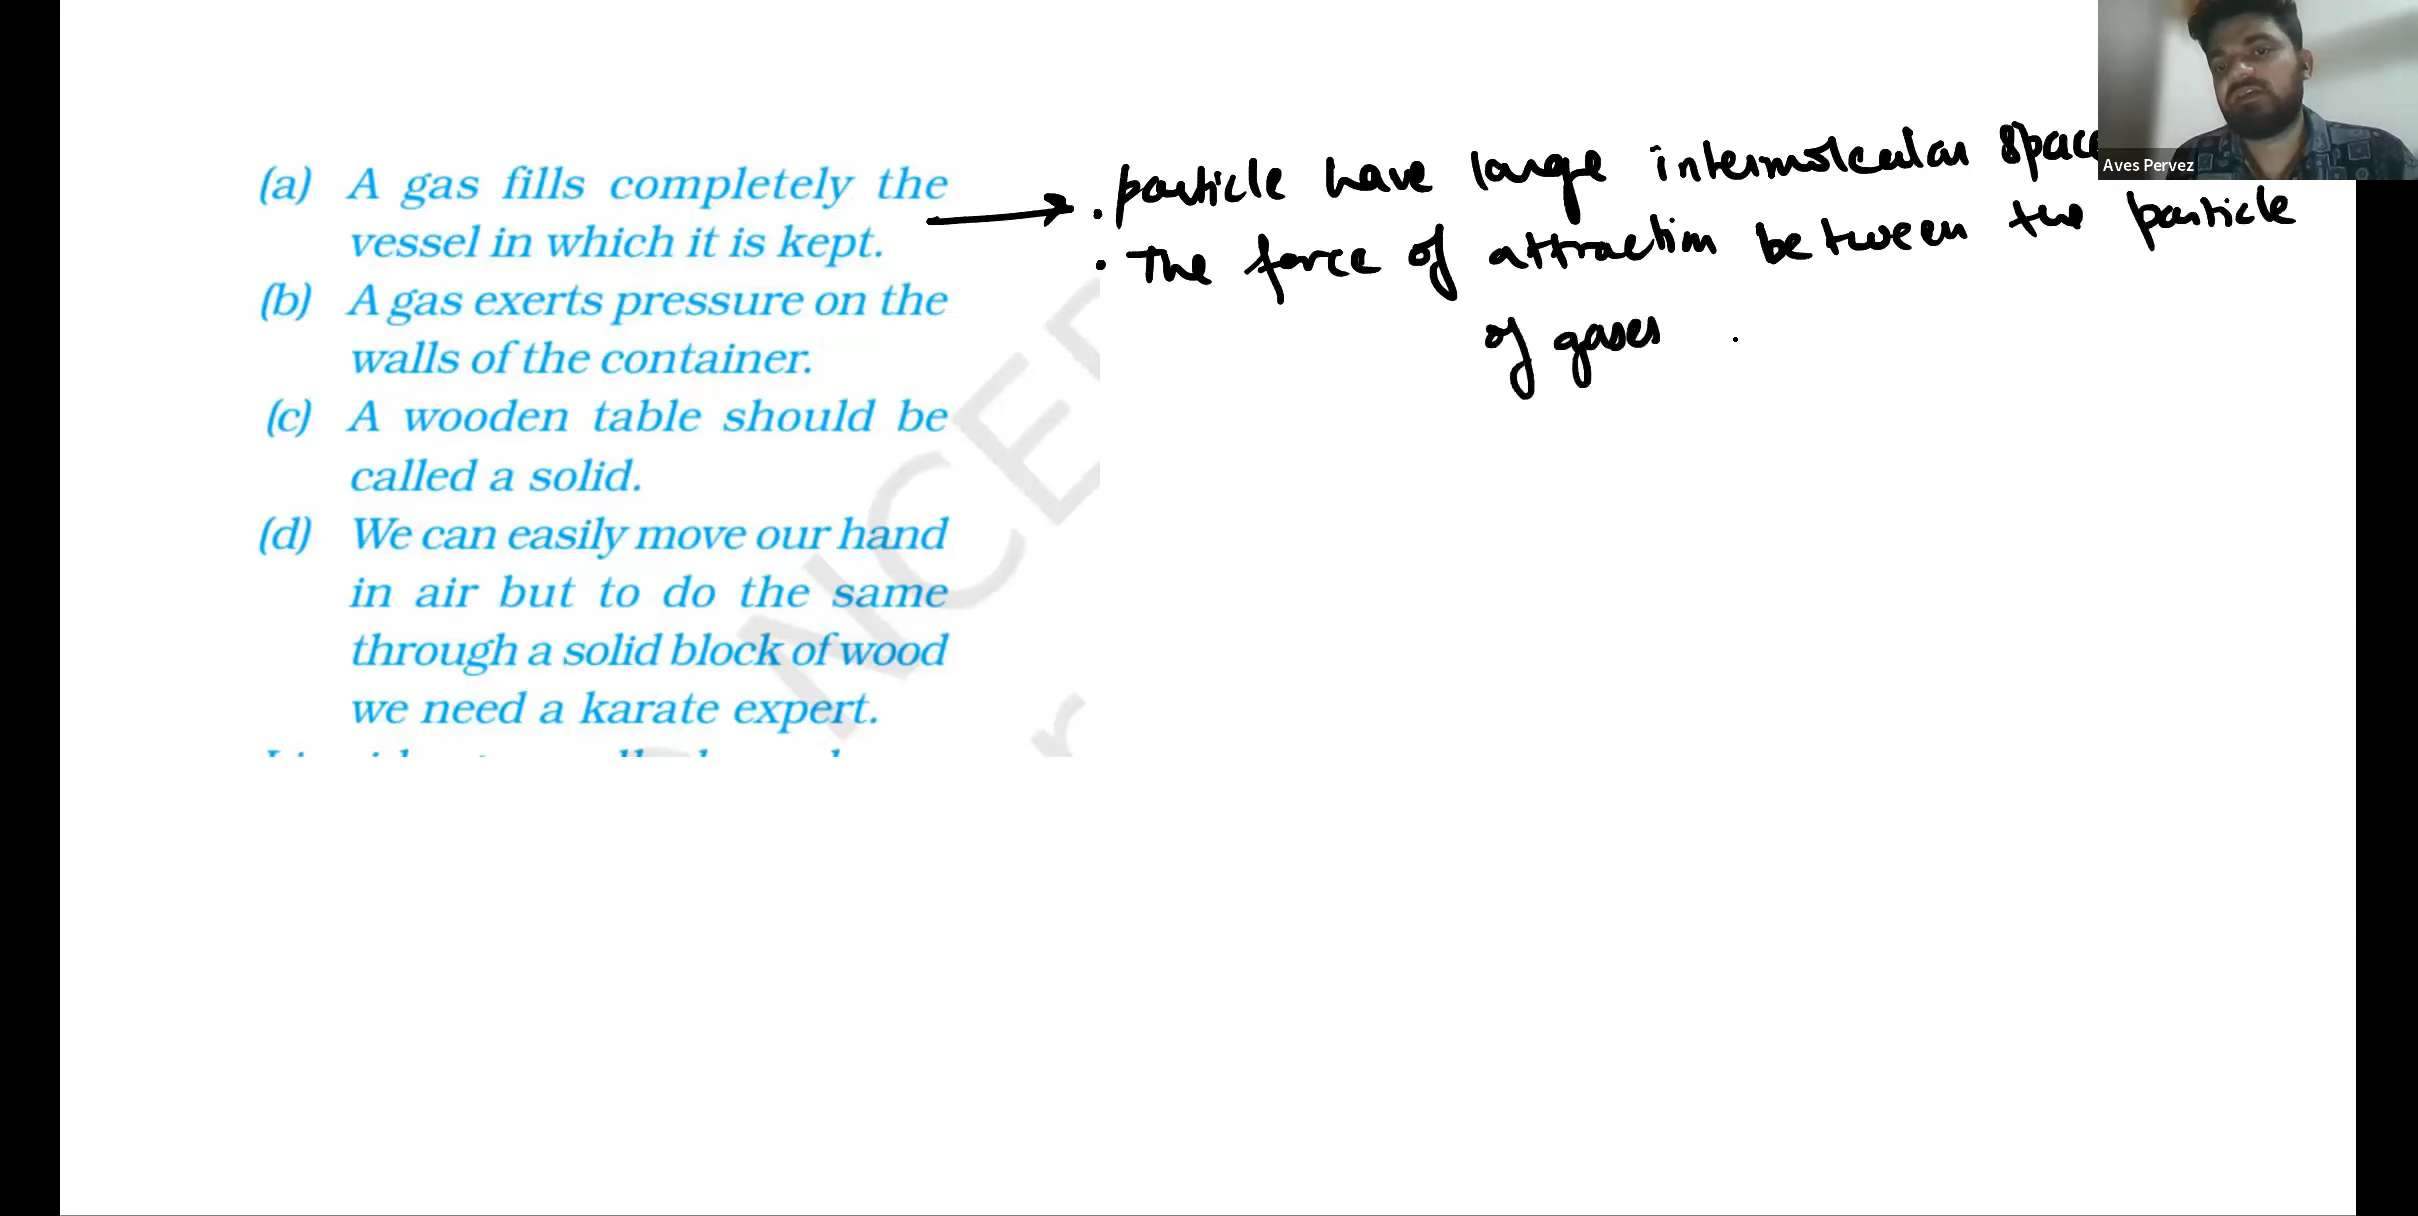 (a) A gas fills completely the
vessel in which it is kept.
(b) A gas exerts pressure on the
walls of the container.
(c) A wooden table should be
called a solid.
(d) We can easily move our hand
in air but to do the same
through a solid block of wood
we need a karate expert.
. particle have large intermolcular space
. The force of attraction between the particle
of gases .
Aves Pervez
NCE